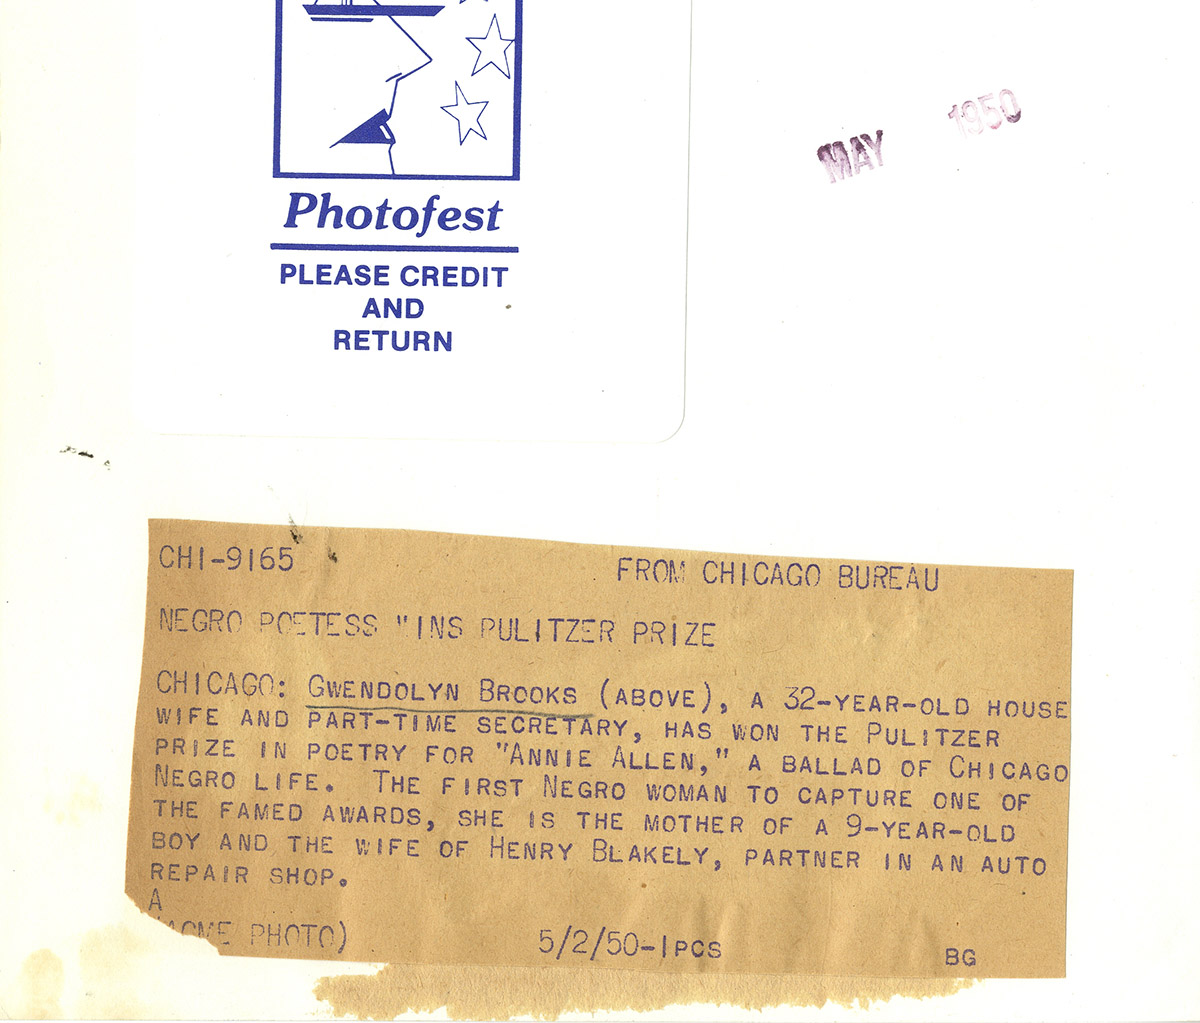 Photofest
PLEASE CREDIT
AND
RETURN
MAY 1950
CHI-9165 FROM CHICAGO BUREAU
NEGRO POETESS "INS PULITZER PRIZE
CHICAGO: GWENDOLYN BROOKS (ABOVE), A 32-YEAR-OLD HOUSE
WIFE AND PART-TIME SECRETARY, HAS WON THE PULITZER
PRIZE IN POETRY FOR "ANNIE ALLEN," A BALLAD OF CHICAGO
NEGRO LIFE. THE FIRST NEGRO WOMAN TO CAPTURE ONE OF
THE FAMED AWARDS, SHE IS THE MOTHER OF A 9-YEAR-OLD
BOY AND THE WIFE OF HENRY BLAKELY, PARTNER IN AN AUTO
REPAIR SHOP.
A
(ACME PHOTO) 5/2/50-1PCS BG